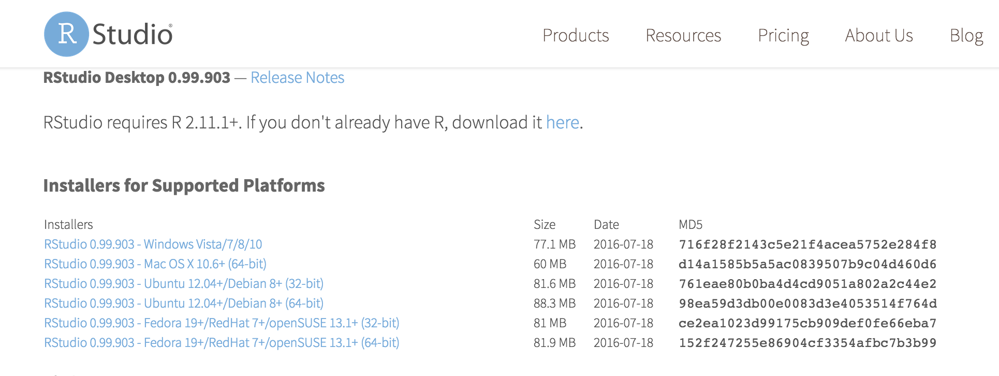 R Studio®
Products Resources Pricing About Us Blog
RStudio Desktop 0.99.903 — Release Notes
RStudio requires R 2.11.1+. If you don't already have R, download it here.
Installers for Supported Platforms
Installers Size Date MD5
RStudio 0.99.903 - Windows Vista/7/8/10 77.1 MB 2016-07-18 716f28f2143c5e21f4acea5752e284f8
RStudio 0.99.903 - Mac OS X 10.6+ (64-bit) 60 MB 2016-07-18 d14a1585b5a5ac0839507b9c04d460d6
RStudio 0.99.903 - Ubuntu 12.04+/Debian 8+ (32-bit) 81.6 MB 2016-07-18 761eae80b0ba4d4cd9051a802a2c44e2
RStudio 0.99.903 - Ubuntu 12.04+/Debian 8+ (64-bit) 88.3 MB 2016-07-18 98ea59d3db00e0083d3e4053514f764d
RStudio 0.99.903 - Fedora 19+/RedHat 7+/openSUSE 13.1+ (32-bit) 81 MB 2016-07-18 ce2ea1023d99175cb909def0fe66eba7
RStudio 0.99.903 - Fedora 19+/RedHat 7+/openSUSE 13.1+ (64-bit) 81.9 MB 2016-07-18 152f247255e86904cf3354afbc7b3b99